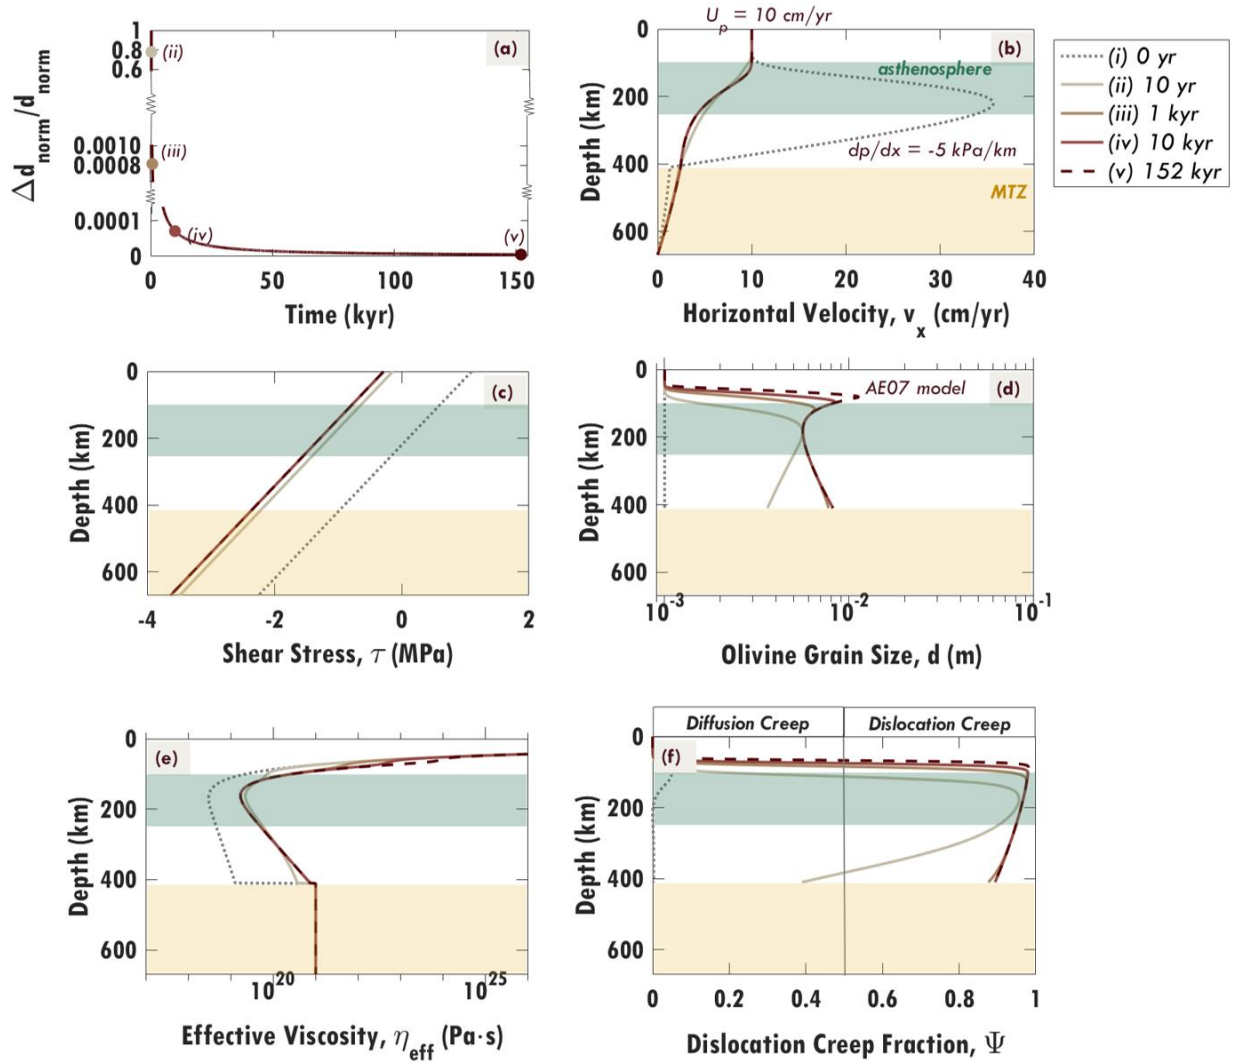 (a)
1
0.8
0.6
0.0010
0.0008
0.0001
0
(ii)
(iii)
(iv)
(v)
0 50 100 150
Time (kyr)
Δd_norm/d_norm
U_p = 10 cm/yr
(b)
0
200
400
600
Depth (km)
asthenosphere
dp/dx = -5 kPa/km
MTZ
0 10 20 30 40
Horizontal Velocity, v_x (cm/yr)
(i) 0 yr
(ii) 10 yr
(iii) 1 kyr
(iv) 10 kyr
(v) 152 kyr
(c)
0
200
400
600
Depth (km)
-4 -2 0 2
Shear Stress, τ (MPa)
AE07 model (d)
0
200
400
600
Depth (km)
10^-3 10^-2 10^-1
Olivine Grain Size, d (m)
(e)
0
200
400
600
Depth (km)
10^20 10^25
Effective Viscosity, η_eff (Pa·s)
Diffusion Creep Dislocation Creep
(f)
0
200
400
600
Depth (km)
0 0.2 0.4 0.6 0.8 1
Dislocation Creep Fraction, Ψ